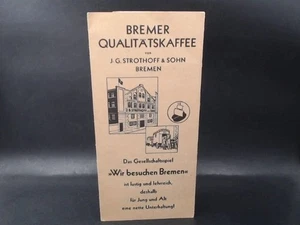 BREMER
QUALITÄTSKAFFEE
von
J. G. STROTHOFF & SOHN
BREMEN
Das Gesellschaftsspiel
»Wir besuchen Bremen«
ist lustig und lehrreich,
deshalb
für Jung und Alt
eine nette Unterhaltung!